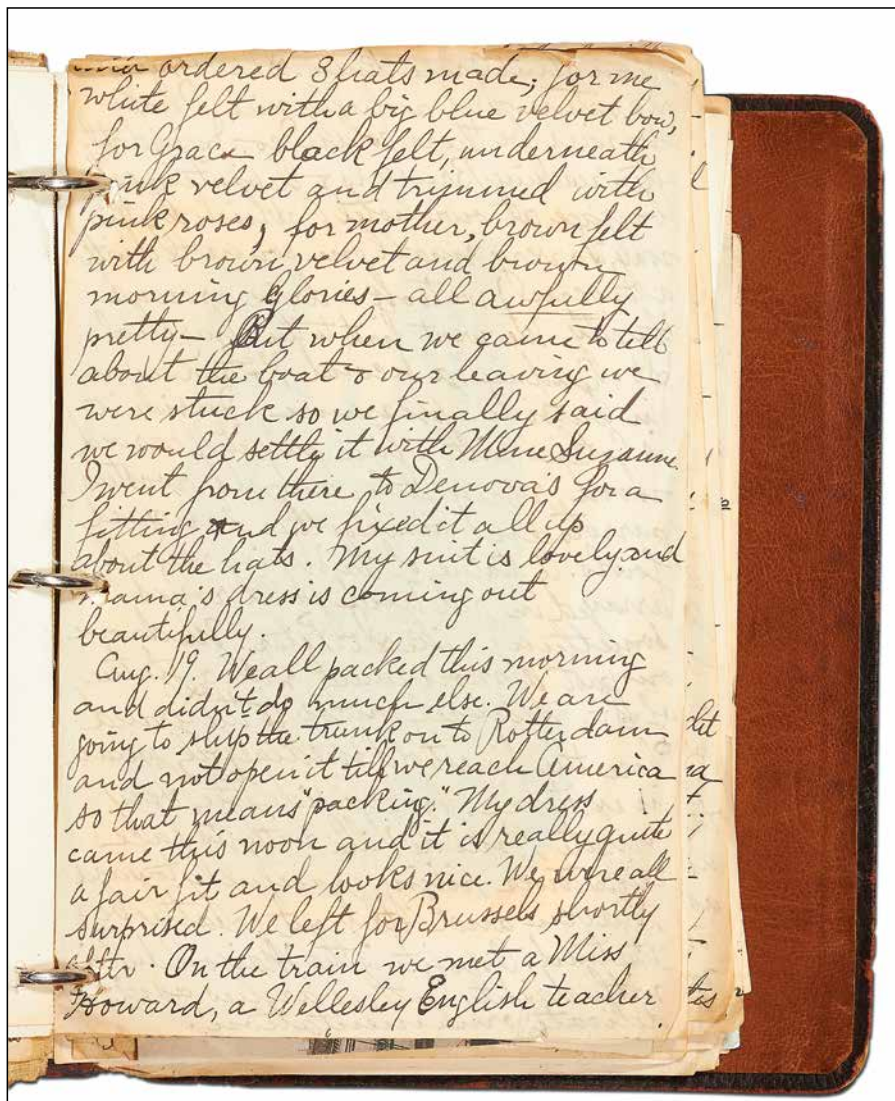 ordered 3 hats made; for me
white felt with a big blue velvet bow,
for Grace black felt, underneath
pink velvet and trimmed with
pink roses, for mother, brown felt
with brown velvet and brown
morning glories – all awfully
pretty – But when we came to tell
about the boat & our leaving we
were stuck so we finally said
we would settle it with Mme Suzanne.
I went from there to Denova's for a
fitting and we fixed it all up
about the hats. My suit is lovely and
Mama's dress is coming out
beautifully.
Aug. 19. We all packed this morning
and didn't do much else. We are
going to ship the trunk on to Rotterdam
and not open it till we reach America
so that means "packing." My dress
came this noon and it is really quite
a fair fit and looks nice. We were all
surprised. We left for Brussels shortly
after. On the train we met a Miss
Howard, a Wellesley English teacher